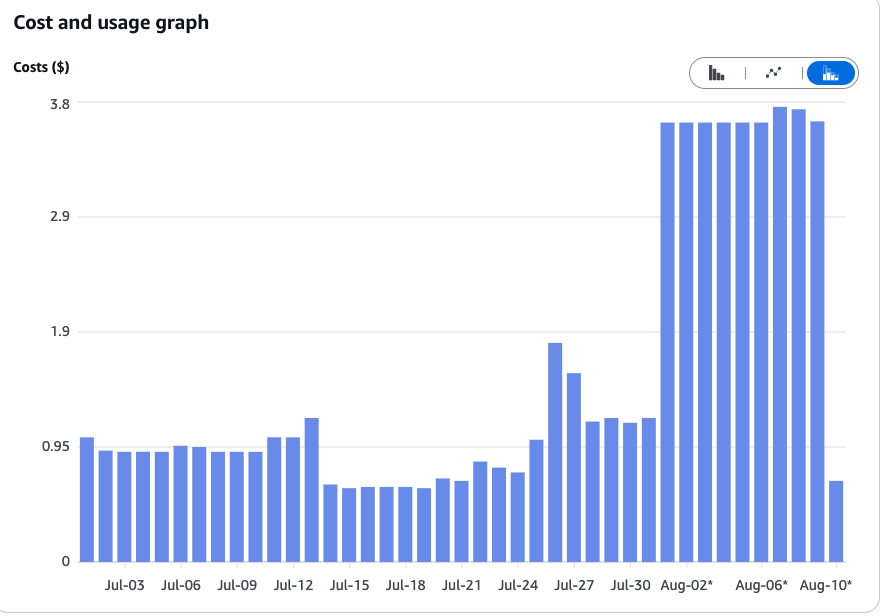 Cost and usage graph
Costs ($)
3.8
2.9
1.9
0.95
0
Jul-03 Jul-06 Jul-09 Jul-12 Jul-15 Jul-18 Jul-21 Jul-24 Jul-27 Jul-30 Aug-02* Aug-06* Aug-10*